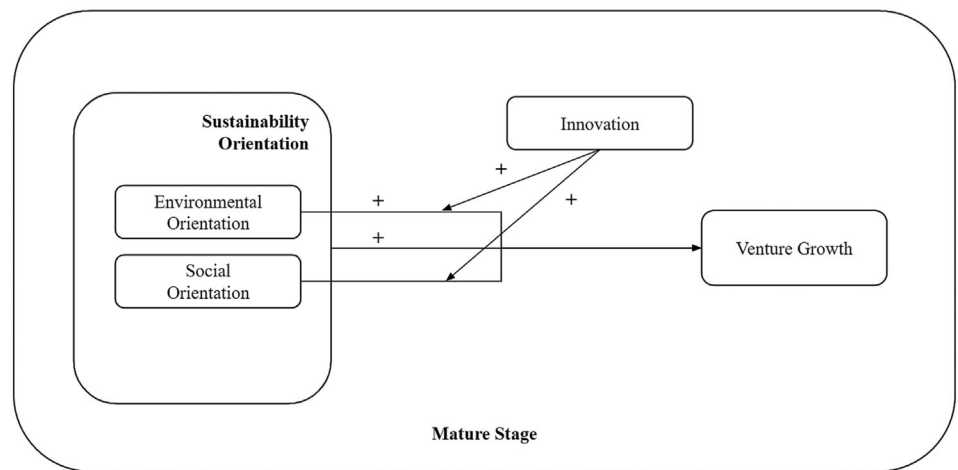 Sustainability
Orientation
Innovation
+
+
Environmental
Orientation
+
+
Venture Growth
Social
Orientation
Mature Stage